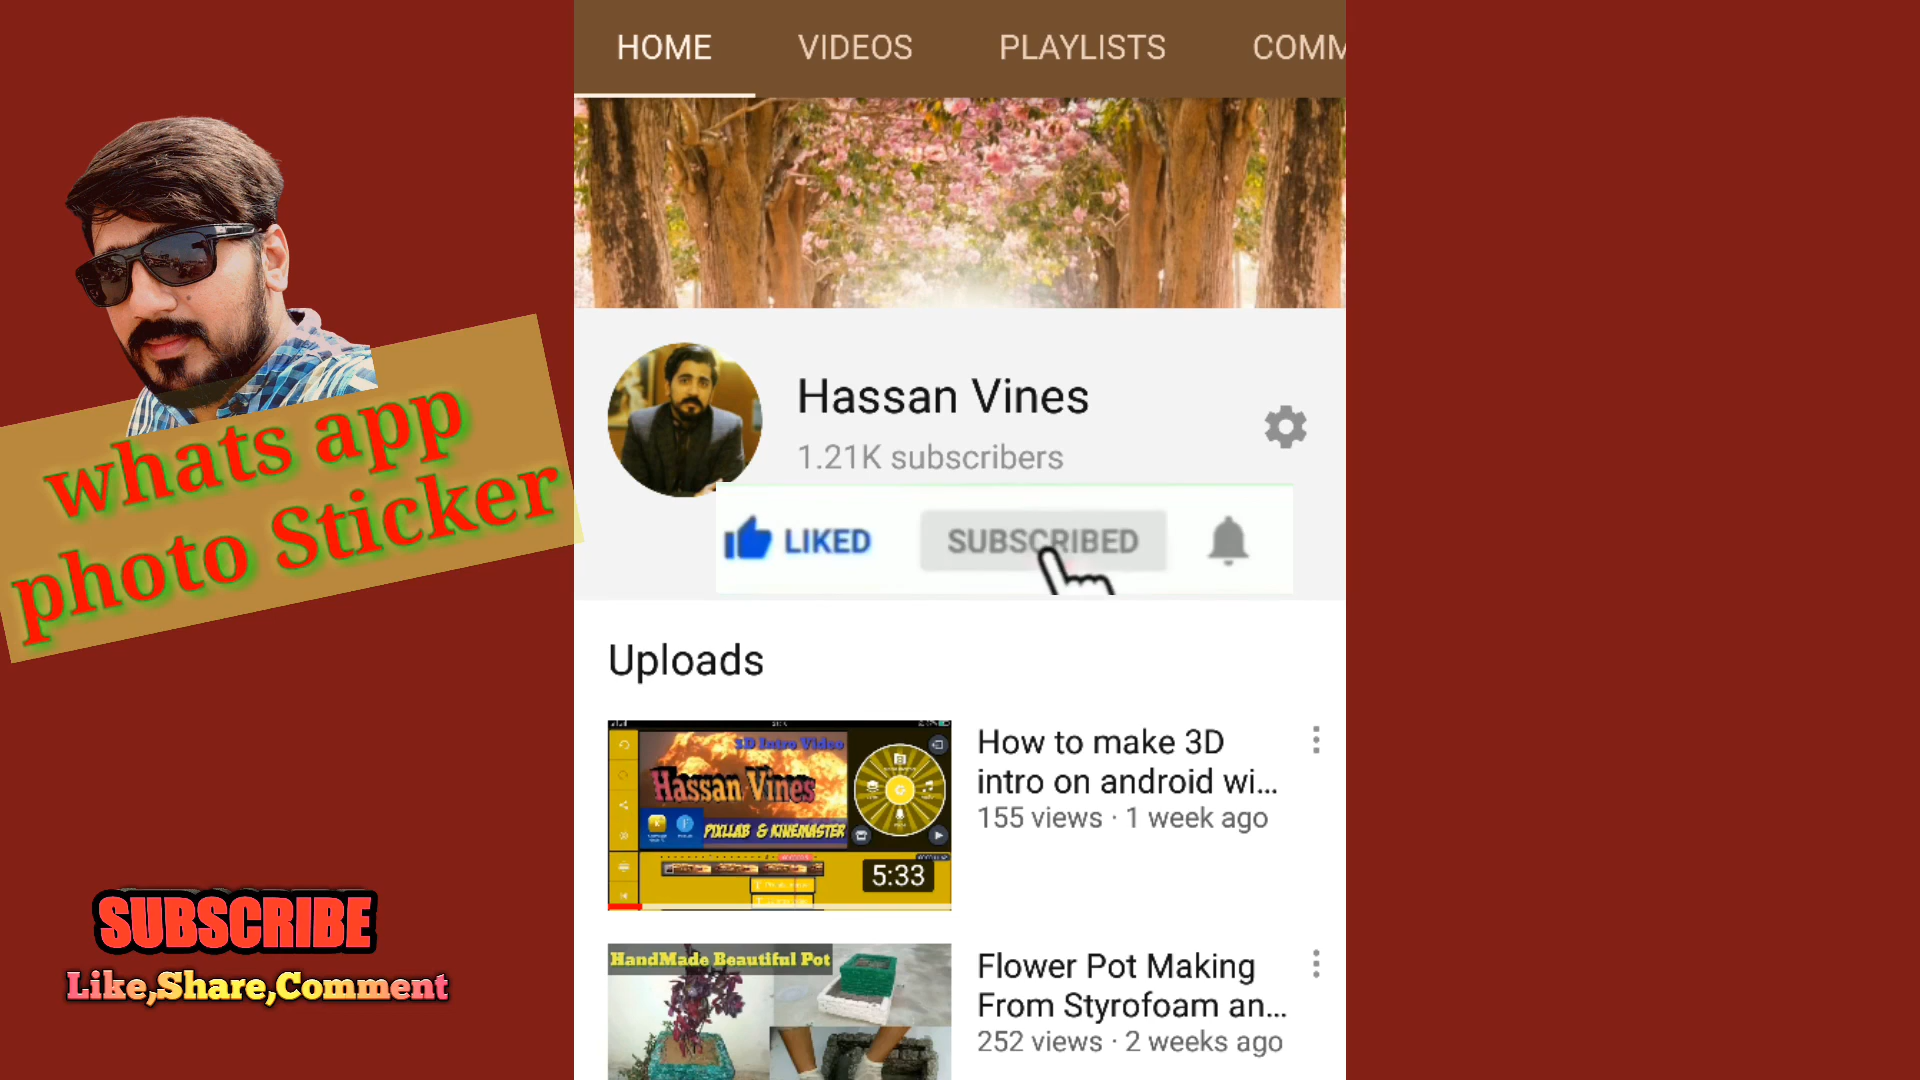 HOME VIDEOS PLAYLISTS COMM
whats app
photo Sticker
Hassan Vines
1.21K subscribers
LIKED SUBSCRIBED
Uploads
3D Intro Video
Hassan Vines
PIXLLAB & KINEMASTER
5:33
How to make 3D
intro on android wi...
155 views · 1 week ago
HandMade Beautiful Pot
Flower Pot Making
From Styrofoam an...
252 views · 2 weeks ago
SUBSCRIBE
Like,Share,Comment